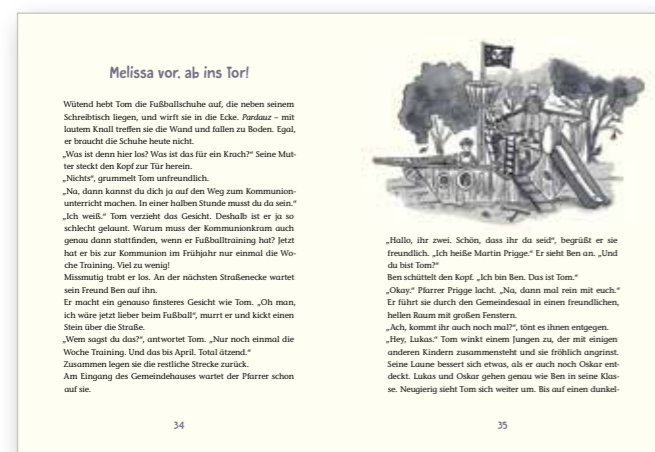 Melissa vor, ab ins Tor!
Wütend hebt Tom die Fußballschuhe auf, die neben seinem
Schreibtisch liegen, und wirft sie in die Ecke. Pardauz – mit
lautem Knall treffen sie die Wand und fallen zu Boden. Egal,
er braucht die Schuhe heute nicht.
„Was ist denn hier los? Was ist das für ein Krach?“ Seine Mut-
ter steckt den Kopf zur Tür herein.
„Nichts“, grummelt Tom unfreundlich.
„Na, dann kannst du dich ja auf den Weg zum Kommunion-
unterricht machen. In einer halben Stunde musst du da sein.“
„Ich weiß.“ Tom verzieht das Gesicht. Deshalb ist er ja so
schlecht gelaunt. Warum muss der Kommunionkram auch
genau dann stattfinden, wenn er Fußballtraining hat? Jetzt
hat er bis zur Kommunion im Frühjahr nur einmal die Wo-
che Training. Viel zu wenig!
Missmutig trabt er los. An der nächsten Straßenecke wartet
sein Freund Ben auf ihn.
Er macht ein genauso finsteres Gesicht wie Tom. „Oh man,
ich wäre jetzt lieber beim Fußball“, murrt er und kickt einen
Stein über die Straße.
„Wem sagst du das?“, antwortet Tom. „Nur noch einmal die
Woche Training. Und das bis April. Total ätzend.“
Zusammen legen sie die restliche Strecke zurück.
Am Eingang des Gemeindehauses wartet der Pfarrer schon
auf sie.
34
„Hallo, ihr zwei. Schön, dass ihr da seid“, begrüßt er sie
freundlich. „Ich heiße Martin Prigge.“ Er sieht Ben an. „Und
du bist Tom?“
Ben schüttelt den Kopf. „Ich bin Ben. Das ist Tom.“
„Okay.“ Pfarrer Prigge lacht. „Na, dann mal rein mit euch.“
Er führt sie durch den Gemeindesaal in einen freundlichen,
hellen Raum mit großen Fenstern.
„Ach, kommt ihr auch noch mal?“, tönt es ihnen entgegen.
„Hey, Lukas.“ Tom winkt einem Jungen zu, der mit einigen
anderen Kindern zusammensteht und sie fröhlich angrinst.
Seine Laune bessert sich etwas, als er auch noch Oskar ent-
deckt. Lukas und Oskar gehen genau wie Ben in seine Klas-
se. Neugierig sieht Tom sich weiter um. Bis auf einen dunkel-
35